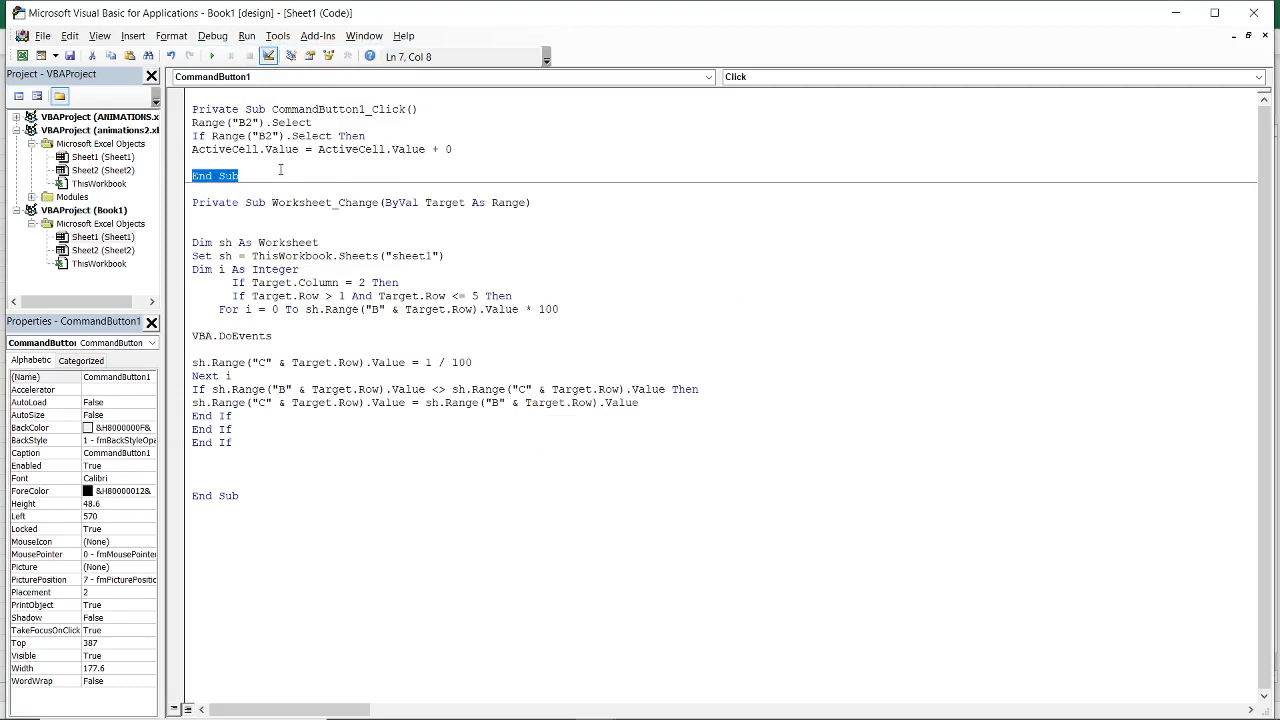 Microsoft Visual Basic for Applications - Book1 [design] - [Sheet1 (Code)]
File Edit View Insert Format Debug Run Tools Add-Ins Window Help
Ln 7, Col 8
Project - VBAProject
CommandButton1
Click
VBAProject (ANIMATIONS.x
VBAProject (animations2.xl
Microsoft Excel Objects
Sheet1 (Sheet1)
Sheet2 (Sheet2)
ThisWorkbook
Modules
VBAProject (Book1)
Microsoft Excel Objects
Sheet1 (Sheet1)
Sheet2 (Sheet2)
ThisWorkbook
Properties - CommandButton1
CommandButton CommandButton
Alphabetic Categorized
(Name) CommandButton1
Accelerator
AutoLoad False
AutoSize False
BackColor &H8000000F&
BackStyle 1 - fmBackStyleOpa
Caption CommandButton1
Enabled True
Font Calibri
ForeColor &H80000012&
Height 48.6
Left 570
Locked True
MouseIcon (None)
MousePointer 0 - fmMousePointer
Picture (None)
PicturePosition 7 - fmPicturePositic
Placement 2
PrintObject True
Shadow False
TakeFocusOnClick True
Top 387
Visible True
Width 177.6
WordWrap False
Private Sub CommandButton1_Click()
Range("B2").Select
If Range("B2").Select Then
ActiveCell.Value = ActiveCell.Value + 0
End Sub
Private Sub Worksheet_Change(ByVal Target As Range)
Dim sh As Worksheet
Set sh = ThisWorkbook.Sheets("sheet1")
Dim i As Integer
If Target.Column = 2 Then
If Target.Row > 1 And Target.Row <= 5 Then
For i = 0 To sh.Range("B" & Target.Row).Value * 100
VBA.DoEvents
sh.Range("C" & Target.Row).Value = 1 / 100
Next i
If sh.Range("B" & Target.Row).Value <> sh.Range("C" & Target.Row).Value Then
sh.Range("C" & Target.Row).Value = sh.Range("B" & Target.Row).Value
End If
End If
End If
End Sub